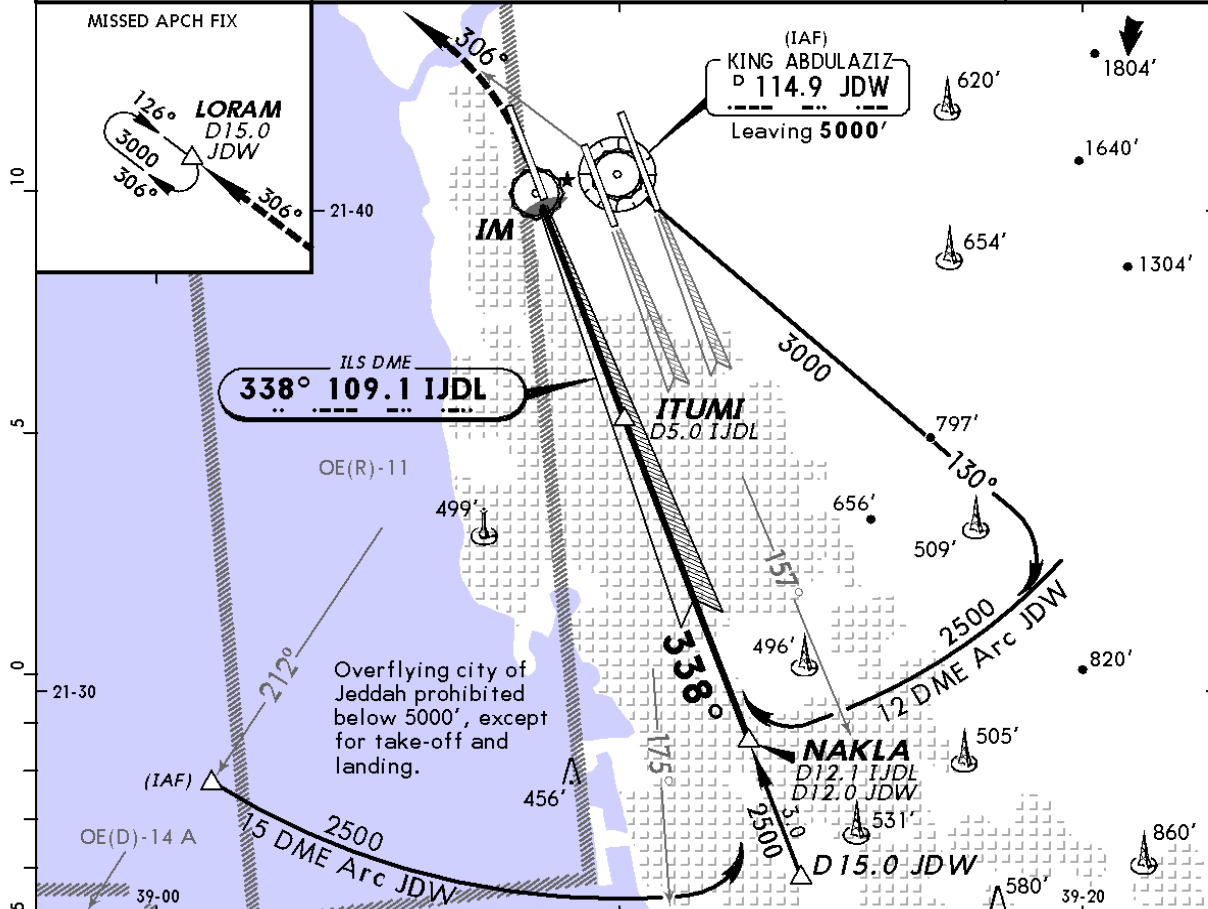 MISSED APCH FIX
126°
LORAM
D15.0
JDW
3000
306°
306°
306°
(IAF)
KING ABDULAZIZ
D 114.9 JDW
Leaving 5000'
620'
1804'
1640'
10
21-40
IM
654'
1304'
3000
ILS DME
338° 109.1 IJDL
ITUMI
D5.0 IJDL
5
797'
130°
OE(R)-11
499'
656'
509'
157°
2500
12 DME Arc JDW
338°
496'
820'
0
21-30
212°
Overflying city of
Jeddah prohibited
below 5000', except
for take-off and
landing.
175°
NAKLA
D12.1 IJDL
D12.0 JDW
505'
(IAF)
456'
2500
15 DME Arc JDW
2500
3.0
531'
D15.0 JDW
OE(D)-14 A
860'
580'
39-00
39-20
5